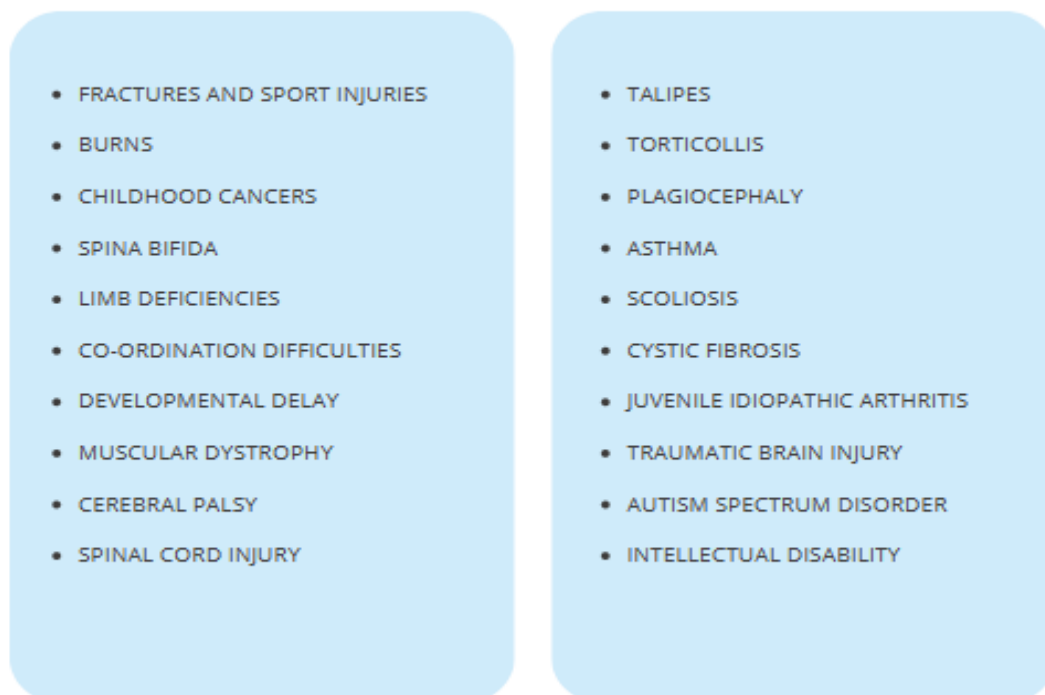 • FRACTURES AND SPORT INJURIES
• BURNS
• CHILDHOOD CANCERS
• SPINA BIFIDA
• LIMB DEFICIENCIES
• CO-ORDINATION DIFFICULTIES
• DEVELOPMENTAL DELAY
• MUSCULAR DYSTROPHY
• CEREBRAL PALSY
• SPINAL CORD INJURY
• TALIPES
• TORTICOLLIS
• PLAGIOCEPHALY
• ASTHMA
• SCOLIOSIS
• CYSTIC FIBROSIS
• JUVENILE IDIOPATHIC ARTHRITIS
• TRAUMATIC BRAIN INJURY
• AUTISM SPECTRUM DISORDER
• INTELLECTUAL DISABILITY